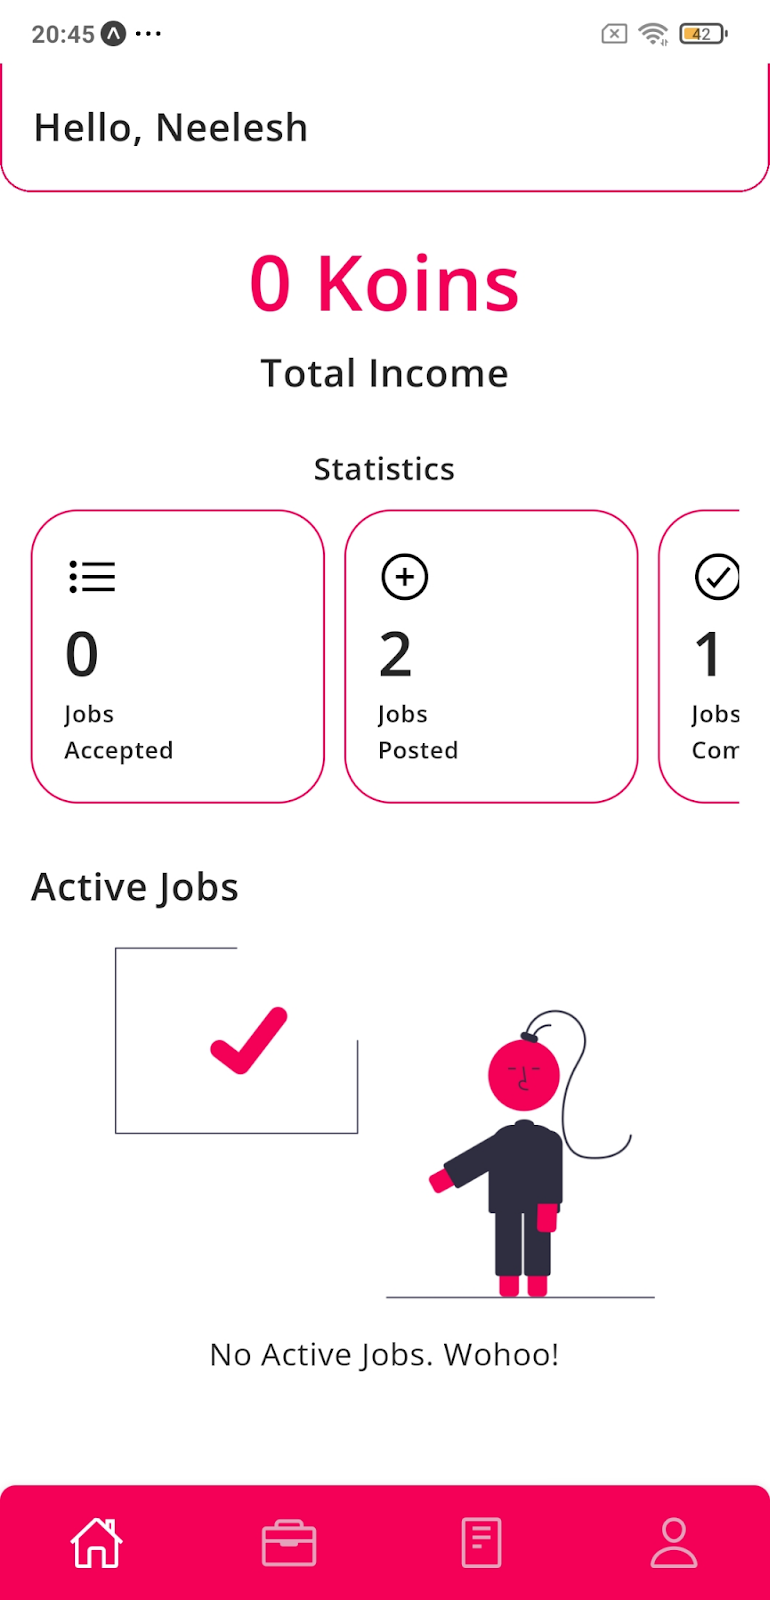 20:45
42
Hello, Neelesh
0 Koins
Total Income
Statistics
0
Jobs
Accepted
2
Jobs
Posted
1
Jobs
Com
Active Jobs
No Active Jobs. Wohoo!